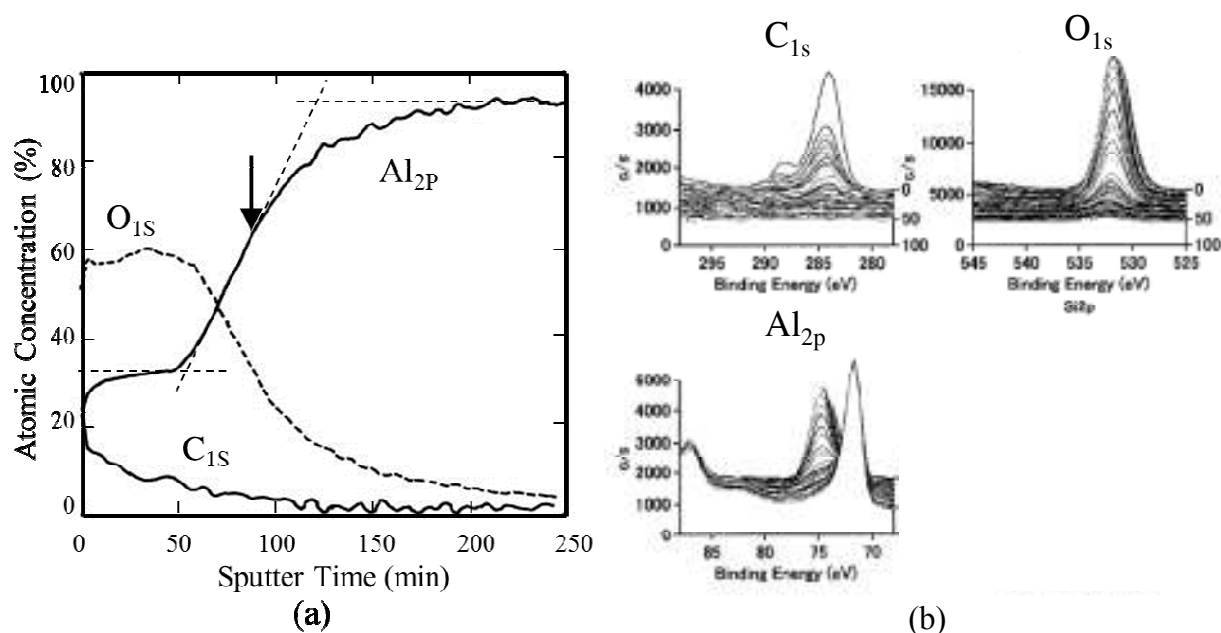 100
80
60
40
20
0
Atomic Concentration (%)
O1S
Al2P
C1S
0 50 100 150 200 250
Sputter Time (min)
(a)
C1s
4000
3000
2000
1000
0
c/s
0
50
100
295 290 285 280
Binding Energy (eV)
O1s
15000
10000
5000
0
c/s
0
50
100
545 540 535 530 525
Binding Energy (eV)
Si2p
Al2p
6000
5000
4000
3000
2000
1000
0
c/s
85 80 75 70
Binding Energy (eV)
(b)